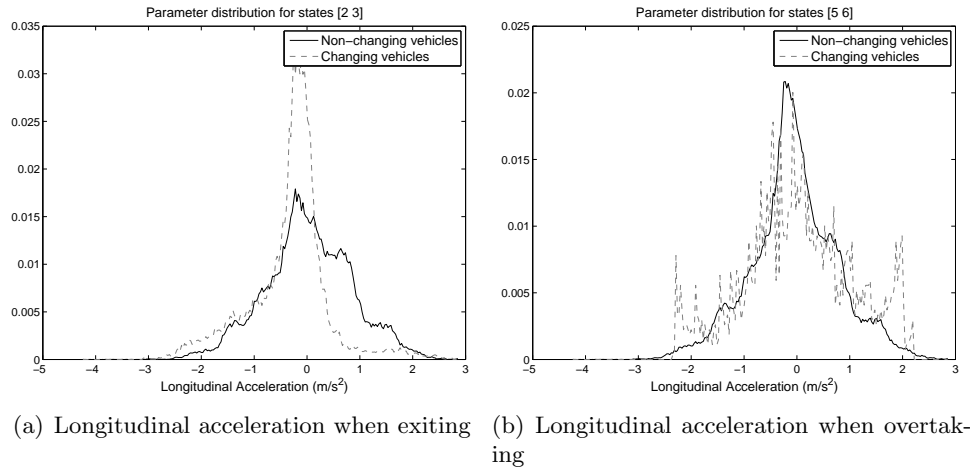 Parameter distribution for states [2 3]
0.035
0.03
0.025
0.02
0.015
0.01
0.005
0
−5 −4 −3 −2 −1 0 1 2 3
Longitudinal Acceleration (m/s²)
Non−changing vehicles
Changing vehicles
Parameter distribution for states [5 6]
0.025
0.02
0.015
0.01
0.005
0
−5 −4 −3 −2 −1 0 1 2 3
Longitudinal Acceleration (m/s²)
Non−changing vehicles
Changing vehicles
(a) Longitudinal acceleration when exiting
(b) Longitudinal acceleration when overtak-
ing